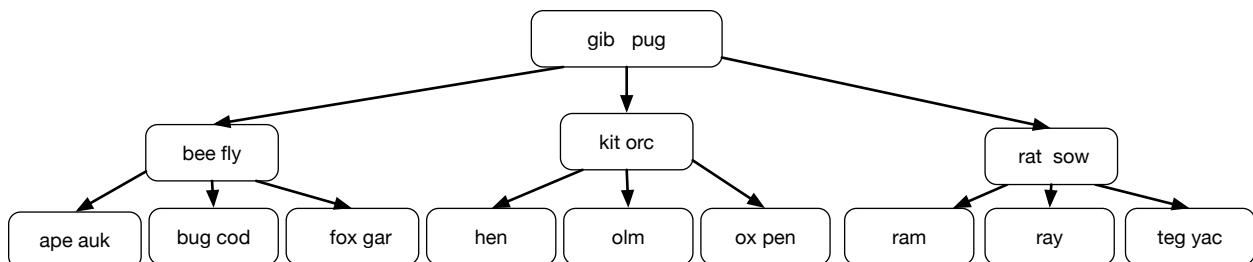 gib pug
bee fly
kit orc
rat sow
ape auk
bug cod
fox gar
hen
olm
ox pen
ram
ray
teg yac